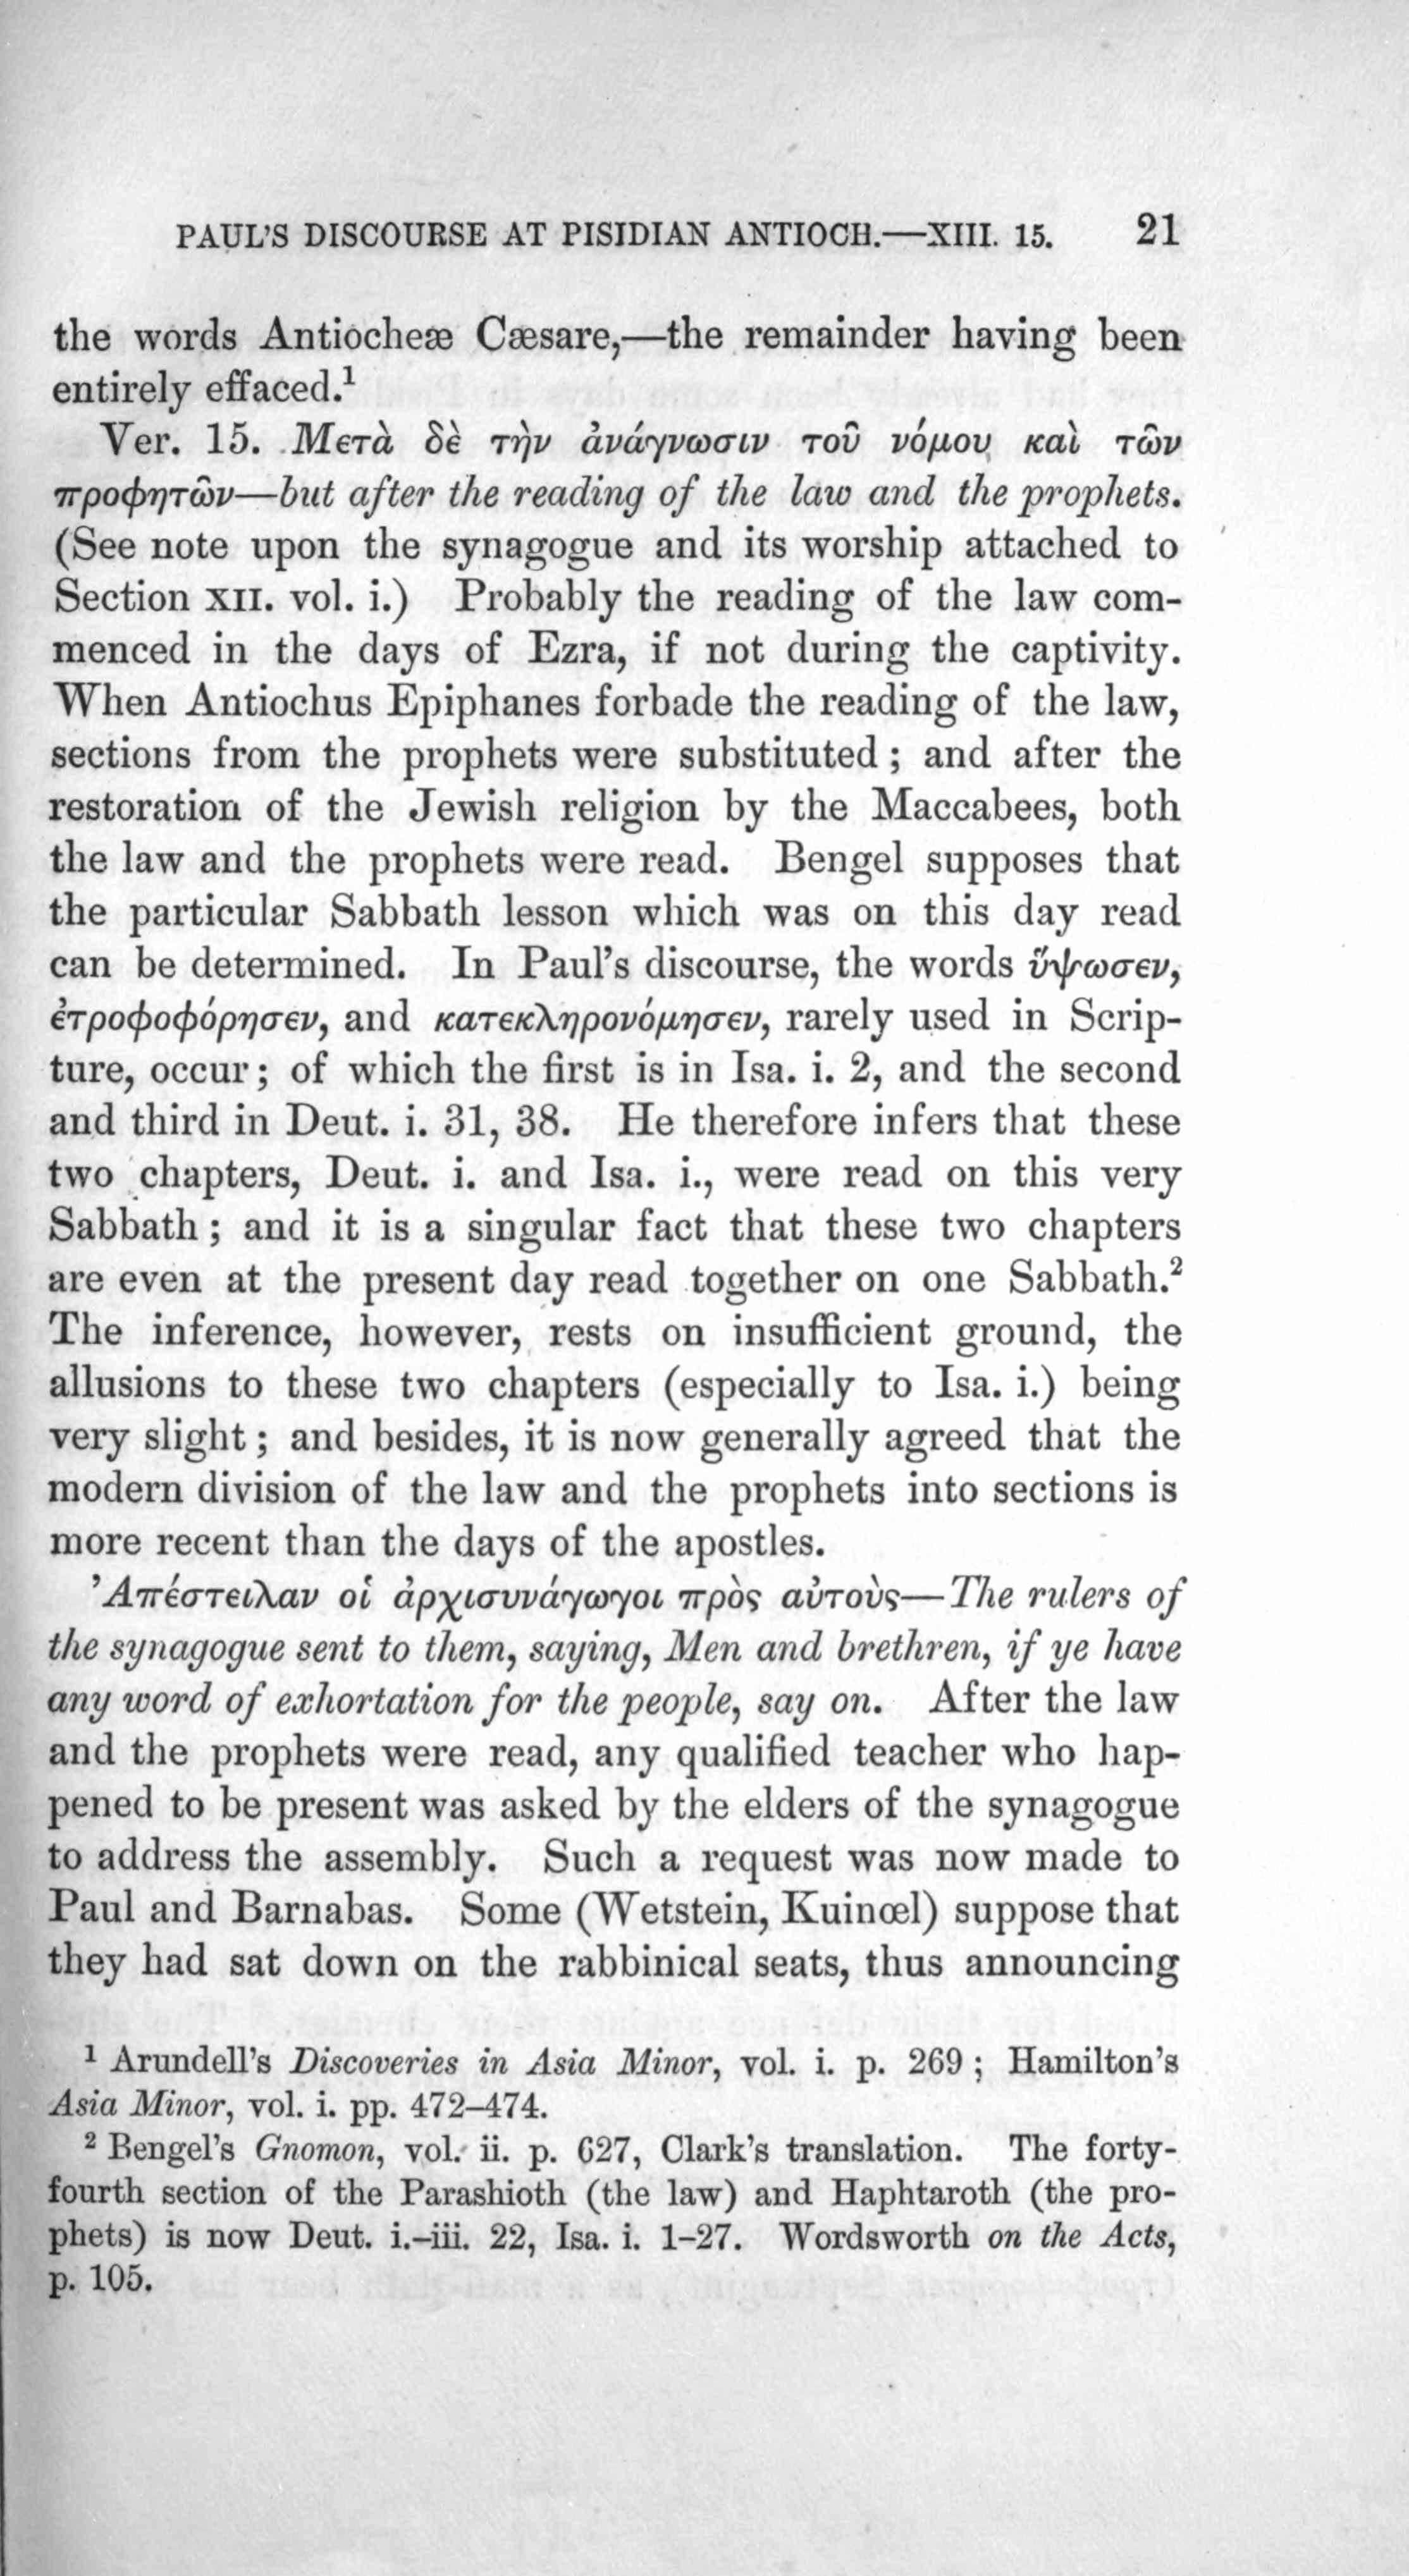 PAUL'S DISCOURSE AT PISIDIAN ANTIOCH.—XIII. 15. 21
the words Antiocheæ Cæsare,—the remainder having been
entirely effaced.¹
Ver. 15. Μετὰ δὲ τὴν ἀνάγνωσιν τοῦ νόμου καὶ τῶν
προφητῶν—but after the reading of the law and the prophets.
(See note upon the synagogue and its worship attached to
Section XII. vol. i.) Probably the reading of the law com-
menced in the days of Ezra, if not during the captivity.
When Antiochus Epiphanes forbade the reading of the law,
sections from the prophets were substituted; and after the
restoration of the Jewish religion by the Maccabees, both
the law and the prophets were read. Bengel supposes that
the particular Sabbath lesson which was on this day read
can be determined. In Paul's discourse, the words ὕψωσεν,
ἐτροφοφόρησεν, and κατεκληρονόμησεν, rarely used in Scrip-
ture, occur; of which the first is in Isa. i. 2, and the second
and third in Deut. i. 31, 38. He therefore infers that these
two chapters, Deut. i. and Isa. i., were read on this very
Sabbath; and it is a singular fact that these two chapters
are even at the present day read together on one Sabbath.²
The inference, however, rests on insufficient ground, the
allusions to these two chapters (especially to Isa. i.) being
very slight; and besides, it is now generally agreed that the
modern division of the law and the prophets into sections is
more recent than the days of the apostles.
Ἀπέστειλαν οἱ ἀρχισυνάγωγοι πρὸς αὐτοὺς—The rulers of
the synagogue sent to them, saying, Men and brethren, if ye have
any word of exhortation for the people, say on. After the law
and the prophets were read, any qualified teacher who hap-
pened to be present was asked by the elders of the synagogue
to address the assembly. Such a request was now made to
Paul and Barnabas. Some (Wetstein, Kuinœl) suppose that
they had sat down on the rabbinical seats, thus announcing
¹ Arundell's Discoveries in Asia Minor, vol. i. p. 269; Hamilton's
Asia Minor, vol. i. pp. 472–474.
² Bengel's Gnomon, vol. ii. p. 627, Clark's translation. The forty-
fourth section of the Parashioth (the law) and Haphtaroth (the pro-
phets) is now Deut. i.–iii. 22, Isa. i. 1–27. Wordsworth on the Acts,
p. 105.